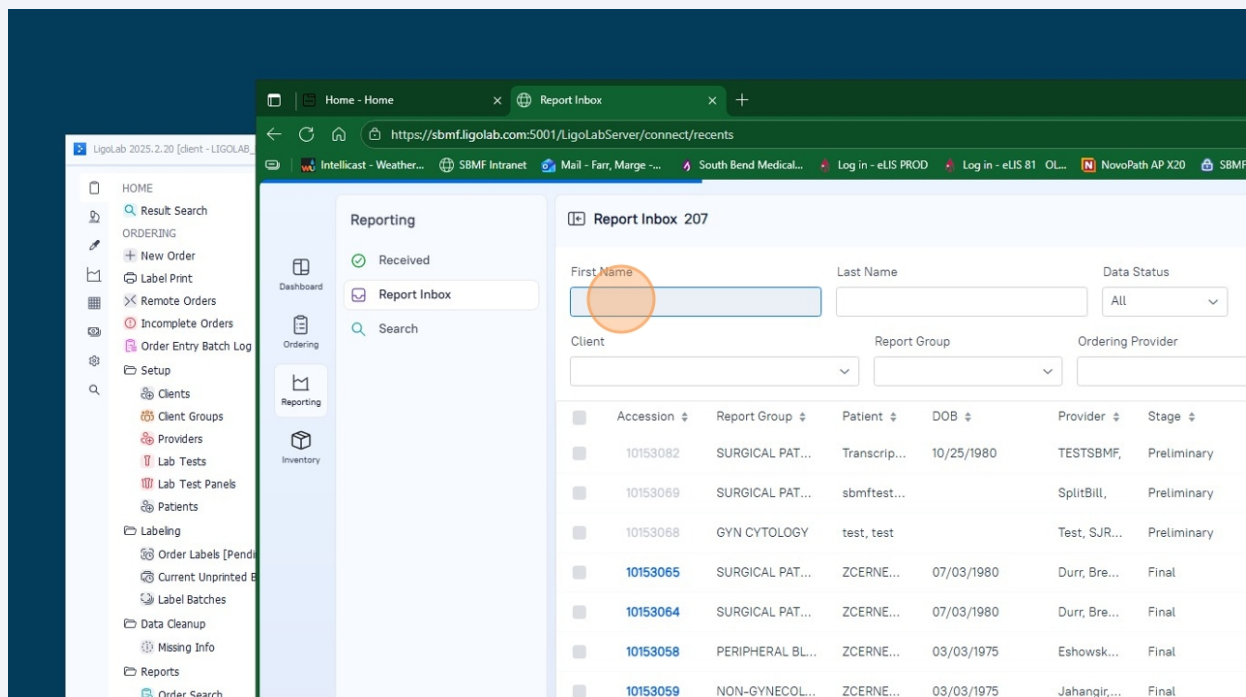 Home - Home
Report Inbox
https://sbmf.ligolab.com:5001/LigoLabServer/connect/recents
Intellicast - Weather... SBMF Intranet Mail - Farr, Marge -... South Bend Medical... Log in - eLIS PROD Log in - eLIS 81 OL... NovoPath AP X20 SBMF
LigoLab 2025.2.20 [client - LIGOLAB_
HOME
Result Search
ORDERING
New Order
Label Print
Remote Orders
Incomplete Orders
Order Entry Batch Log
Setup
Clients
Client Groups
Providers
Lab Tests
Lab Test Panels
Patients
Labeling
Order Labels [Pendi
Current Unprinted B
Label Batches
Data Cleanup
Missing Info
Reports
Order Search
Dashboard
Ordering
Reporting
Inventory
Reporting
Received
Report Inbox
Search
Report Inbox 207
First Name Last Name Data Status
All
Client Report Group Ordering Provider
Accession Report Group Patient DOB Provider Stage
10153082 SURGICAL PAT... Transcrip... 10/25/1980 TESTSBMF, Preliminary
10153069 SURGICAL PAT... sbmftest... SplitBill, Preliminary
10153068 GYN CYTOLOGY test, test Test, SJR... Preliminary
10153065 SURGICAL PAT... ZCERNE... 07/03/1980 Durr, Bre... Final
10153064 SURGICAL PAT... ZCERNE... 07/03/1980 Durr, Bre... Final
10153058 PERIPHERAL BL... ZCERNE... 03/03/1975 Eshowsk... Final
10153059 NON-GYNECOL... ZCERNE... 03/03/1975 Jahangir,... Final